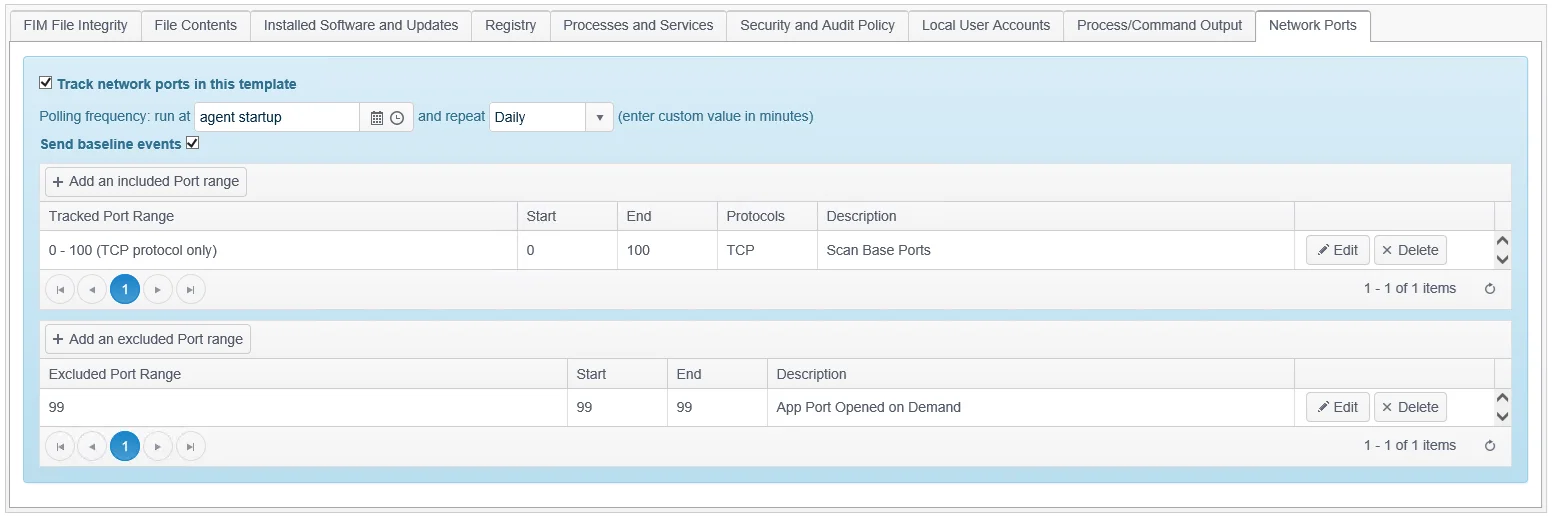 FIM File Integrity File Contents Installed Software and Updates Registry Processes and Services Security and Audit Policy Local User Accounts Process/Command Output Network Ports
Track network ports in this template
Polling frequency: run at agent startup and repeat Daily (enter custom value in minutes)
Send baseline events
+ Add an included Port range
Tracked Port Range Start End Protocols Description
0 - 100 (TCP protocol only) 0 100 TCP Scan Base Ports Edit × Delete
1 1 - 1 of 1 items
+ Add an excluded Port range
Excluded Port Range Start End Description
99 99 99 App Port Opened on Demand Edit × Delete
1 1 - 1 of 1 items